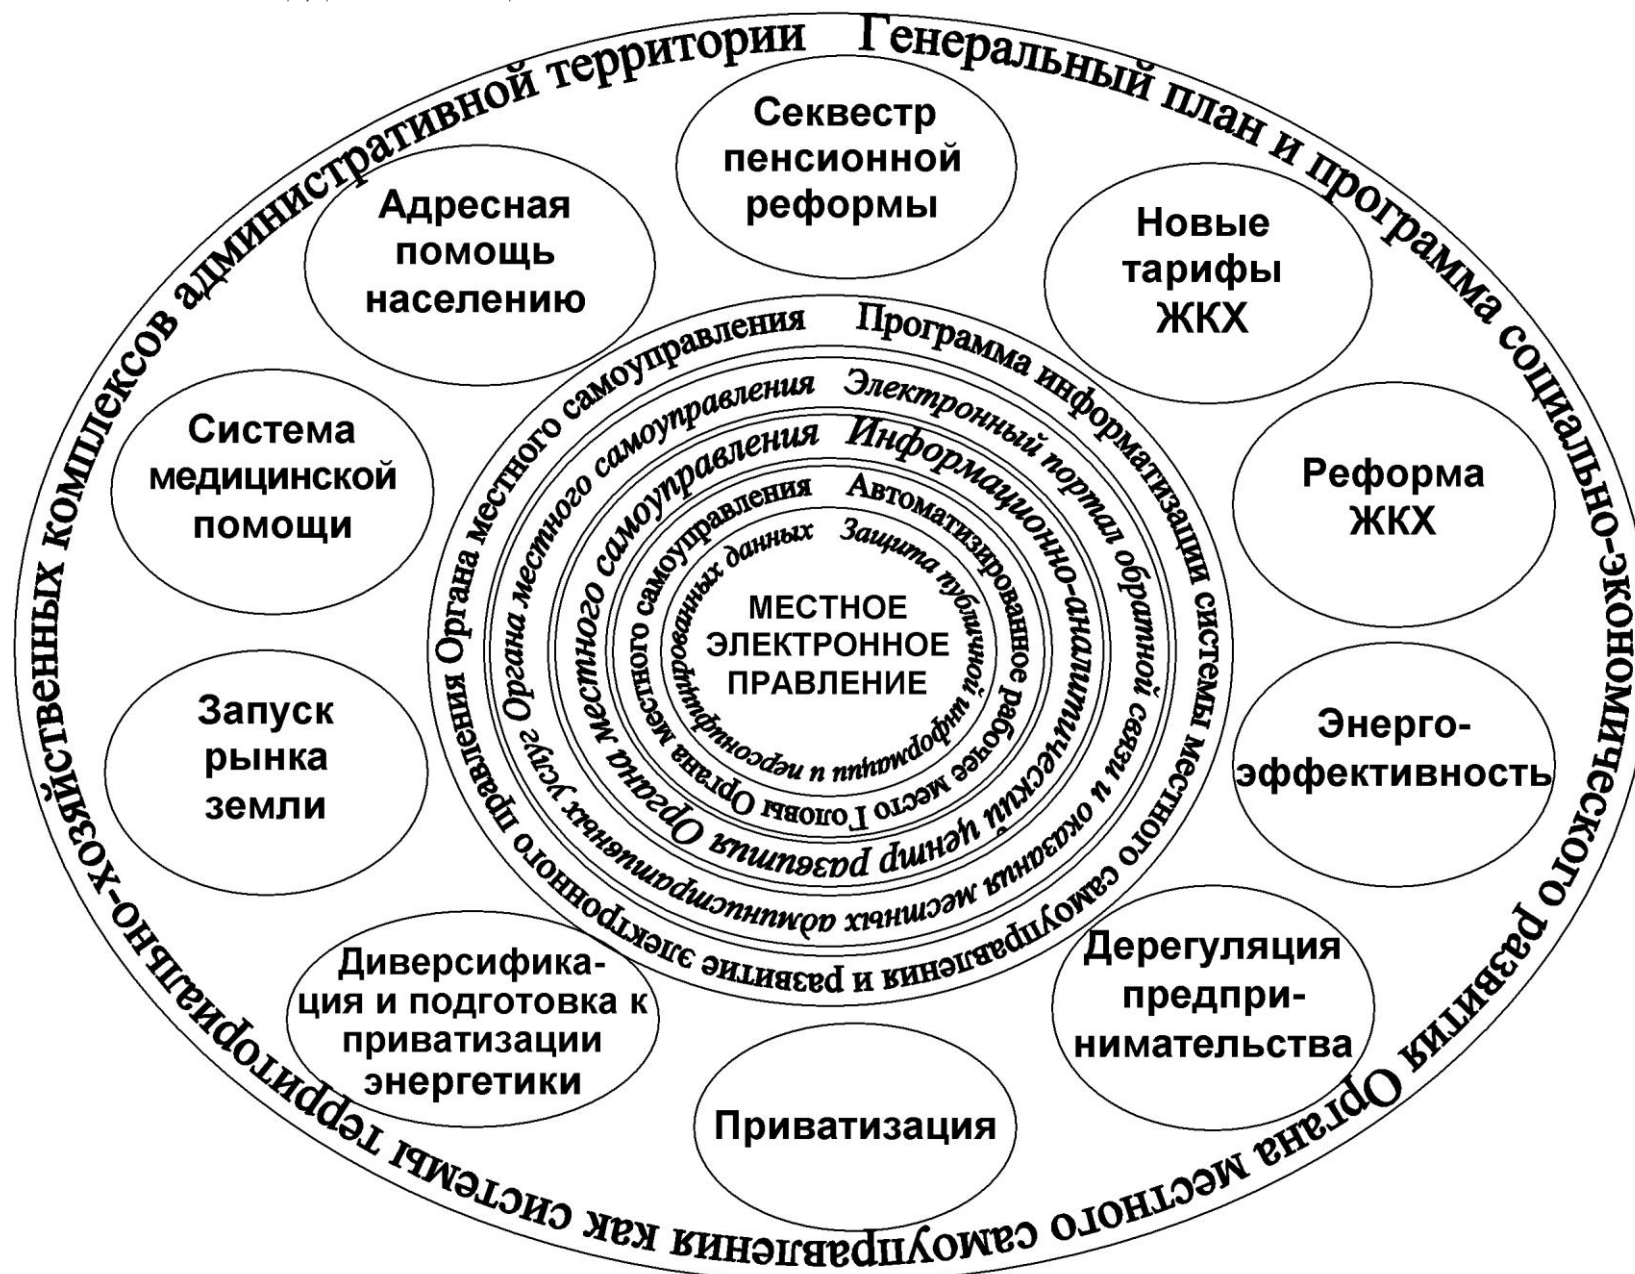 Генеральный план и программа социально-экономического развития Органа местного самоуправления как системы территориально-хозяйственных комплексов административной территории
Секвестр
пенсионной
реформы
Новые
тарифы
ЖКХ
Реформа
ЖКХ
Энерго-
эффективность
Дерегуляция
предпри-
нимательства
Приватизация
Диверсифика-
ция и подготовка к
приватизации
энергетики
Запуск
рынка
земли
Система
медицинской
помощи
Адресная
помощь
населению
Программа информатизации системы местного самоуправления и развитие электронного правления Органа местного самоуправления
Электронный портал обратной связи и оказания местных административных услуг Органа местного самоуправления
Информационно-аналитический центр развития Органа местного самоуправления
Автоматизированное рабочее место Головы Органа местного самоуправления
Защита публичной информации и персонифицированных данных
МЕСТНОЕ
ЭЛЕКТРОННОЕ
ПРАВЛЕНИЕ